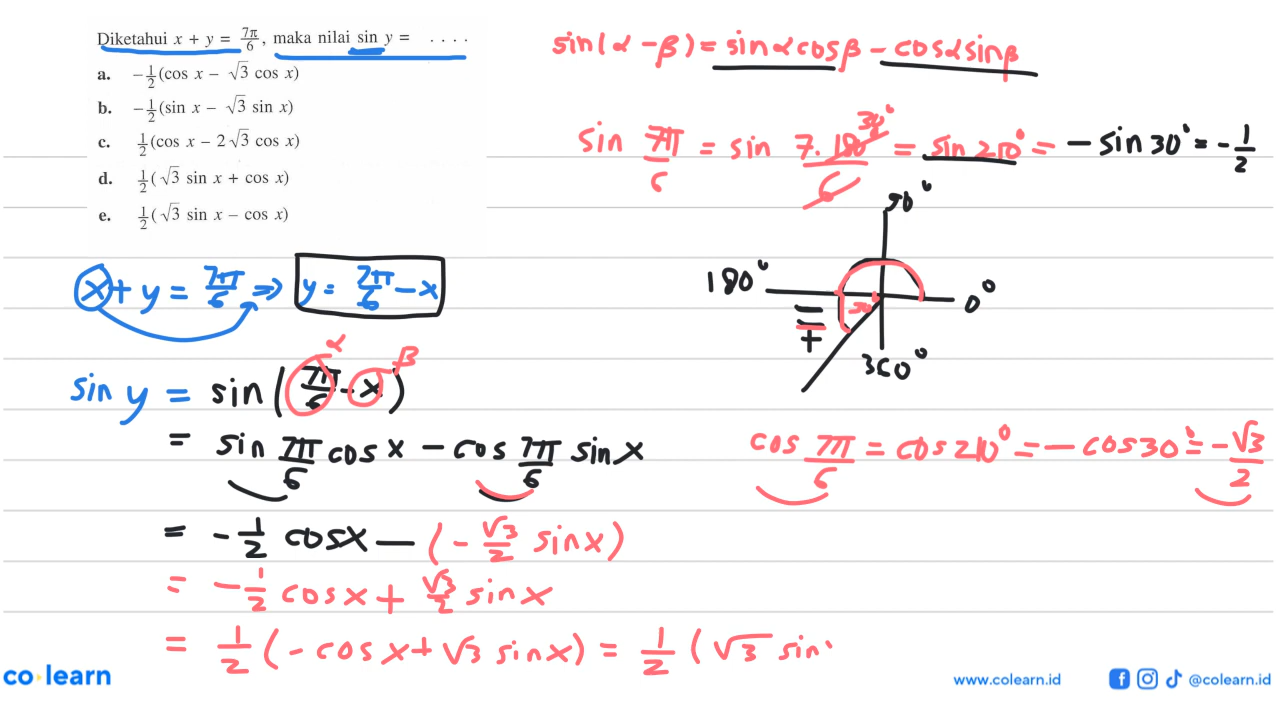 Diketahui x + y = 7π/6, maka nilai sin y = . . . .
a. -1/2(cos x - √3 cos x)
b. -1/2(sin x - √3 sin x)
c. 1/2(cos x - 2√3 cos x)
d. 1/2(√3 sin x + cos x)
e. 1/2(√3 sin x - cos x)
sin(α - β) = sin α cos β - cos α sin β
sin 7π/6 = sin 7.180°/6 = sin 210° = - sin 30° = - 1/2
30°
90°
180°
0°
30°
360°
x + y = 7π/6 ⇒ y = 7π/6 - x
α β
sin y = sin(7π/6 - x)
= sin 7π/6 cos x - cos 7π/6 sin x
cos 7π/6 = cos 210° = - cos 30° = - √3/2
= - 1/2 cos x - (- √3/2 sin x)
= - 1/2 cos x + √3/2 sin x
= 1/2 (- cos x + √3 sin x) = 1/2 (√3 sin
co·learn
www.colearn.id
@colearn.id